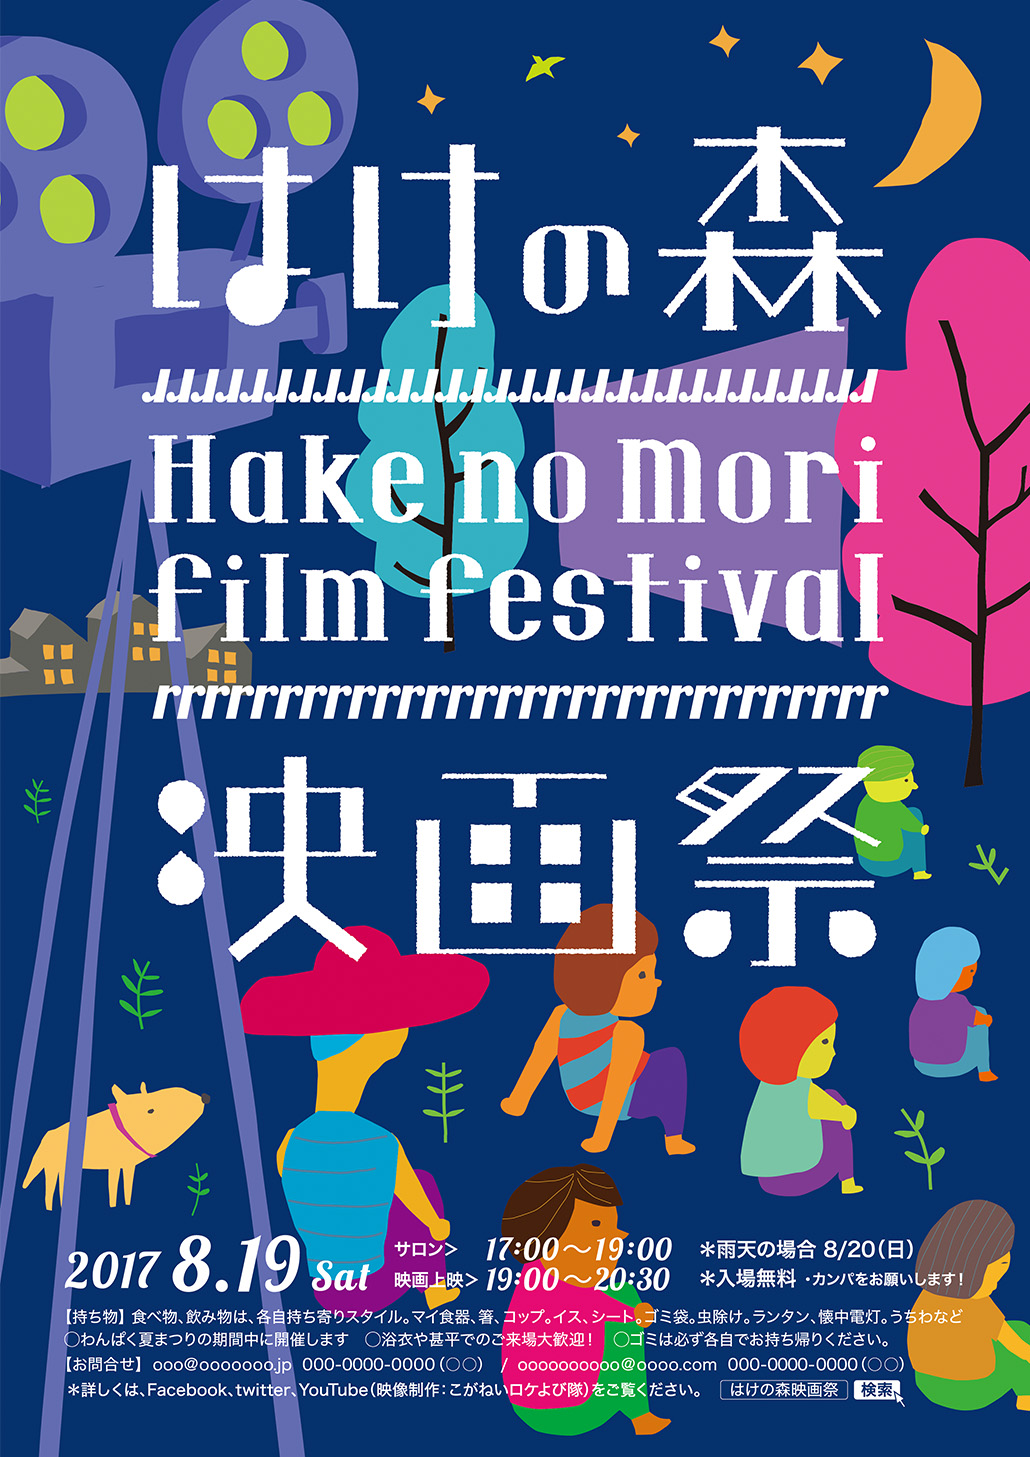 はけの森
Hake no mori
film festival
映画祭
2017 8.19 Sat
サロン> 17:00〜19:00
映画上映> 19:00〜20:30
＊雨天の場合 8/20（日）
＊入場無料 ・カンパをお願いします！
【持ち物】 食べ物、飲み物は、各自持ち寄りスタイル。マイ食器、箸、コップ。イス、シート。ゴミ袋。虫除け。ランタン、懐中電灯。うちわなど
○わんぱく夏まつりの期間中に開催します ○浴衣や甚平でのご来場大歓迎！ ○ゴミは必ず各自でお持ち帰りください。
【お問合せ】 ooo@ooooooo.jp 000-0000-0000（○○） / oooooooooo@oooo.com 000-0000-0000（○○）
＊詳しくは、Facebook、twitter、YouTube（映像制作：こがねいロケよび隊）をご覧ください。 はけの森映画祭 検索